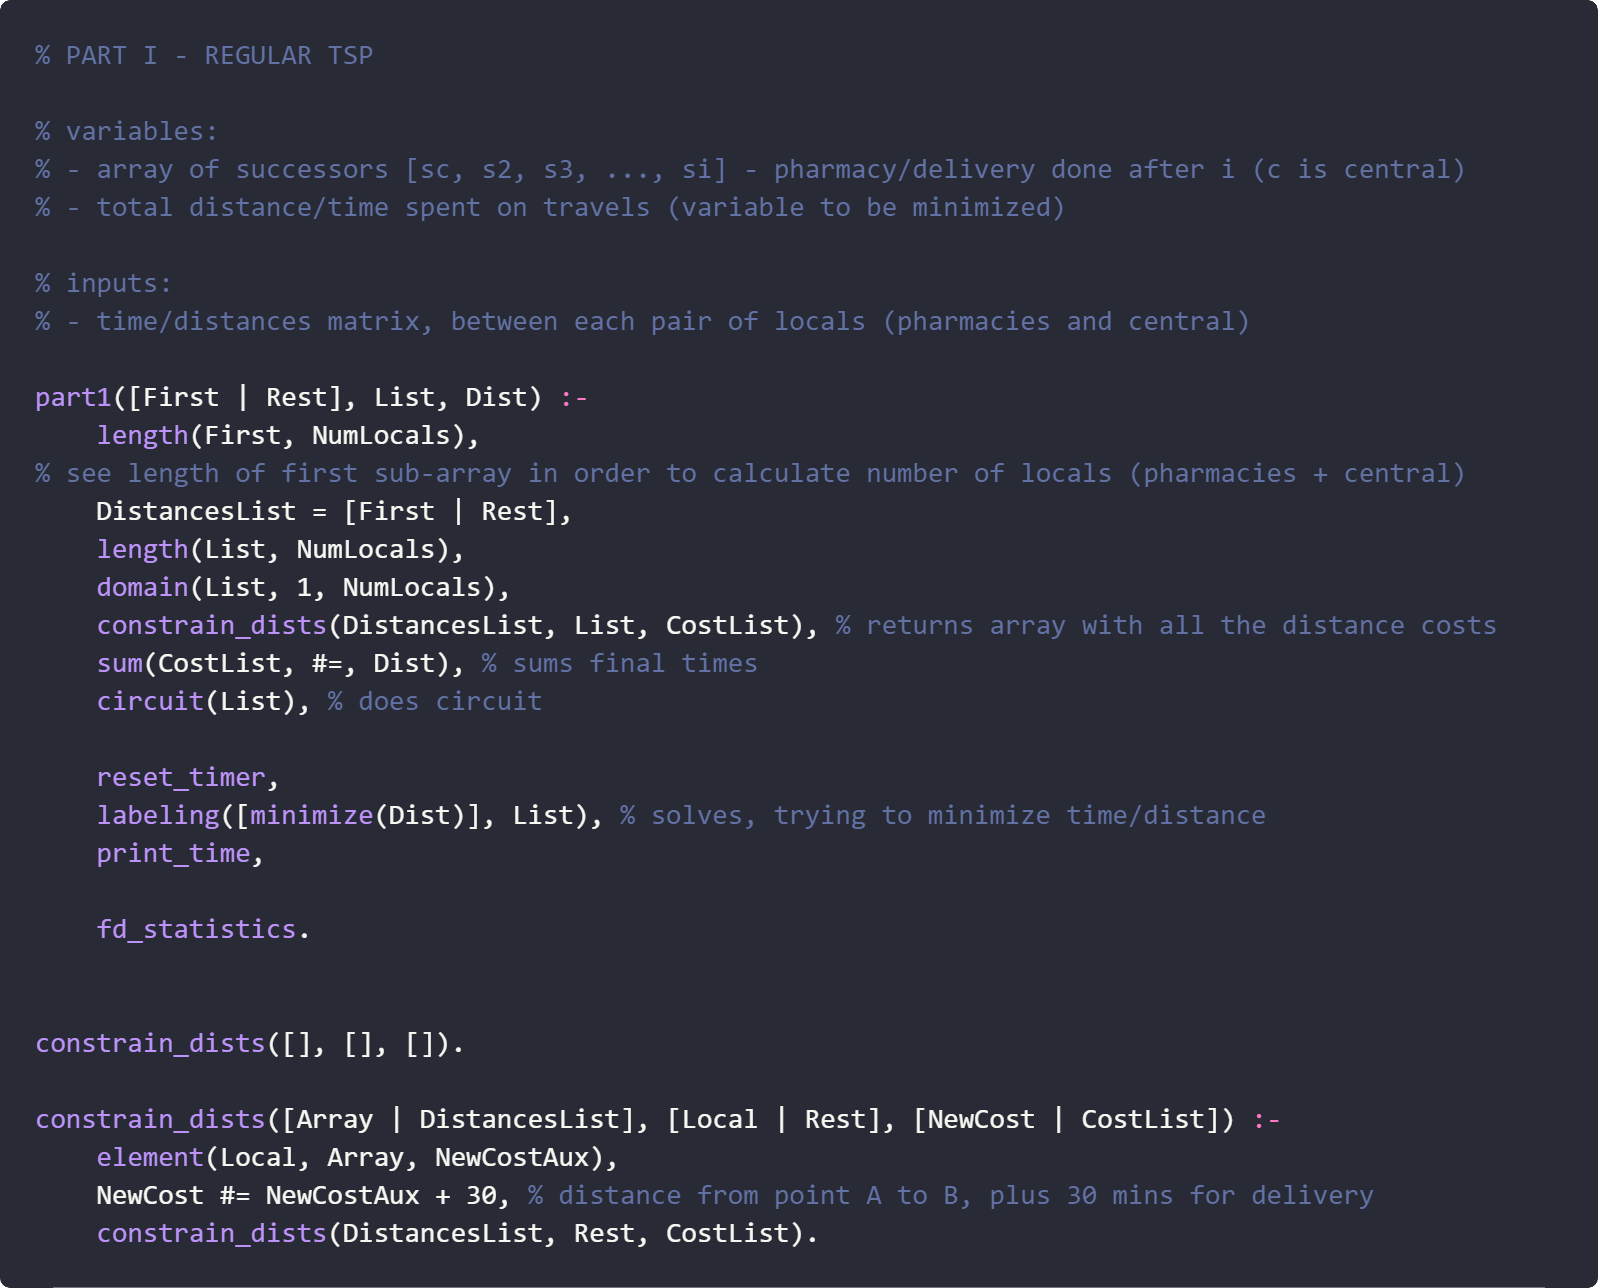 % PART I - REGULAR TSP
% variables:
% - array of successors [sc, s2, s3, ..., si] - pharmacy/delivery done after i (c is central)
% - total distance/time spent on travels (variable to be minimized)
% inputs:
% - time/distances matrix, between each pair of locals (pharmacies and central)
part1([First | Rest], List, Dist) :-
    length(First, NumLocals),
% see length of first sub-array in order to calculate number of locals (pharmacies + central)
    DistancesList = [First | Rest],
    length(List, NumLocals),
    domain(List, 1, NumLocals),
    constrain_dists(DistancesList, List, CostList), % returns array with all the distance costs
    sum(CostList, #=, Dist), % sums final times
    circuit(List), % does circuit
    reset_timer,
    labeling([minimize(Dist)], List), % solves, trying to minimize time/distance
    print_time,
    fd_statistics.
constrain_dists([], [], []).
constrain_dists([Array | DistancesList], [Local | Rest], [NewCost | CostList]) :-
    element(Local, Array, NewCostAux),
    NewCost #= NewCostAux + 30, % distance from point A to B, plus 30 mins for delivery
    constrain_dists(DistancesList, Rest, CostList).